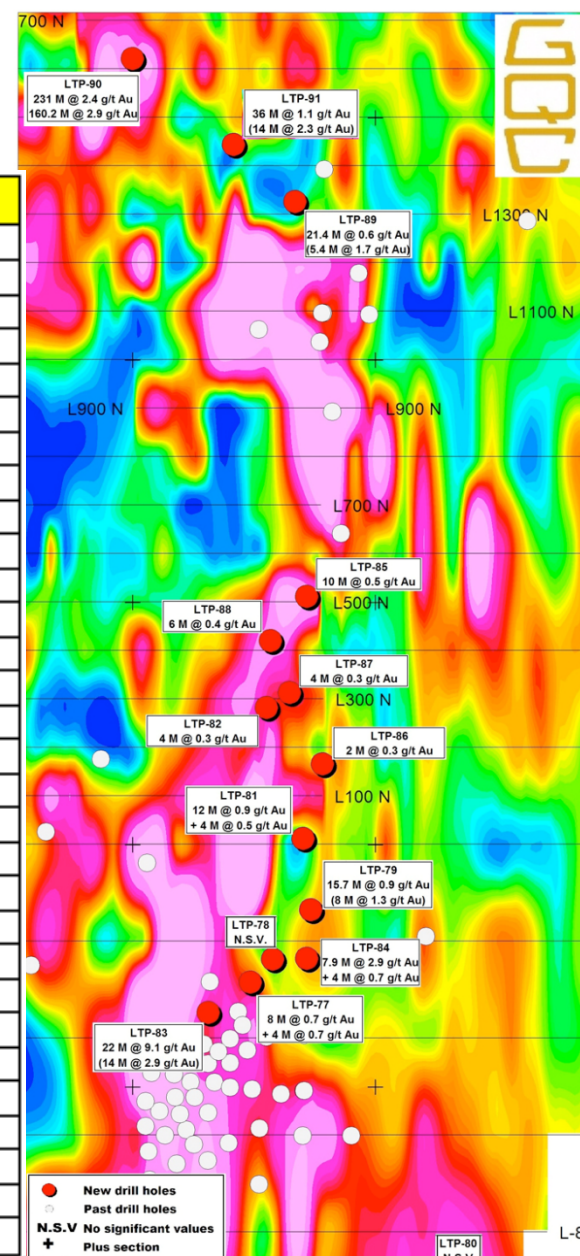 700 N
GQC
LTP-90
231 M @ 2.4 g/t Au
160.2 M @ 2.9 g/t Au
LTP-91
36 M @ 1.1 g/t Au
(14 M @ 2.3 g/t Au)
L1300 N
LTP-89
21.4 M @ 0.6 g/t Au
(5.4 M @ 1.7 g/t Au)
L1100 N
L900 N
L900 N
L700 N
LTP-85
10 M @ 0.5 g/t Au
L500 N
LTP-88
6 M @ 0.4 g/t Au
LTP-87
4 M @ 0.3 g/t Au
L300 N
LTP-82
4 M @ 0.3 g/t Au
LTP-86
2 M @ 0.3 g/t Au
LTP-81
12 M @ 0.9 g/t Au
+ 4 M @ 0.5 g/t Au
L100 N
LTP-79
15.7 M @ 0.9 g/t Au
(8 M @ 1.3 g/t Au)
LTP-78
N.S.V.
LTP-84
7.9 M @ 2.9 g/t Au
+ 4 M @ 0.7 g/t Au
LTP-77
8 M @ 0.7 g/t Au
+ 4 M @ 0.7 g/t Au
LTP-83
22 M @ 9.1 g/t Au
(14 M @ 2.9 g/t Au)
New drill holes
Past drill holes
N.S.V No significant values
+ Plus section
LTP-80
L-8